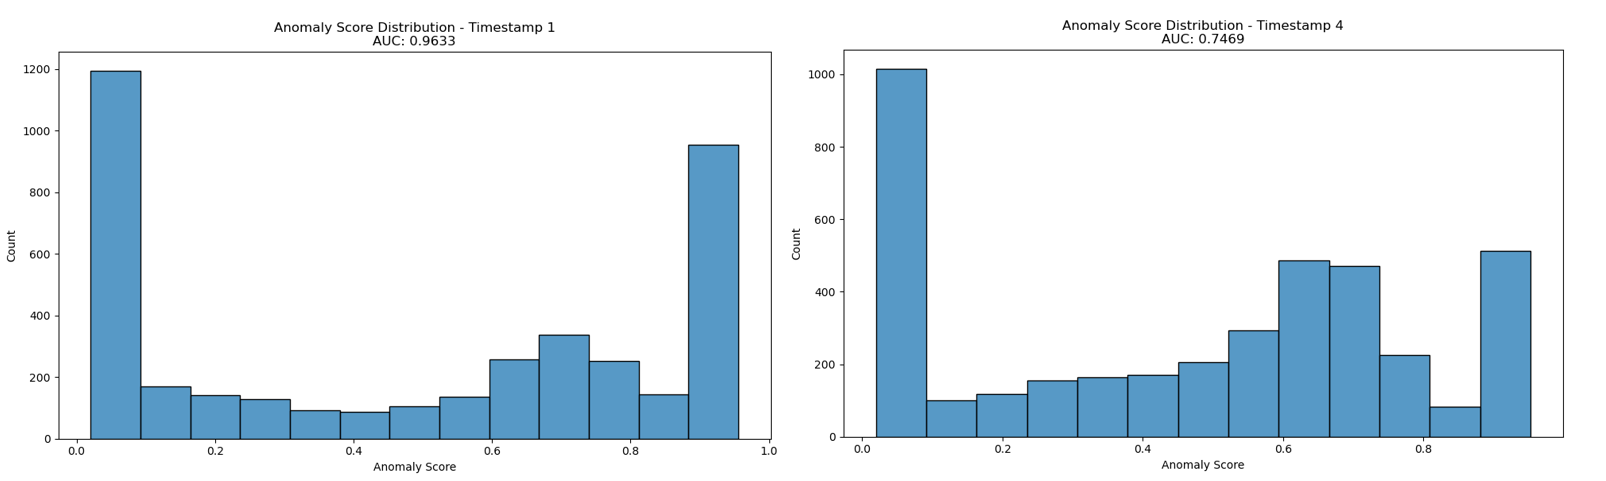 Anomaly Score Distribution - Timestamp 1
AUC: 0.9633
1200
1000
800
600
400
200
0
Count
0.0 0.2 0.4 0.6 0.8 1.0
Anomaly Score
Anomaly Score Distribution - Timestamp 4
AUC: 0.7469
1000
800
600
400
200
0
Count
0.0 0.2 0.4 0.6 0.8
Anomaly Score